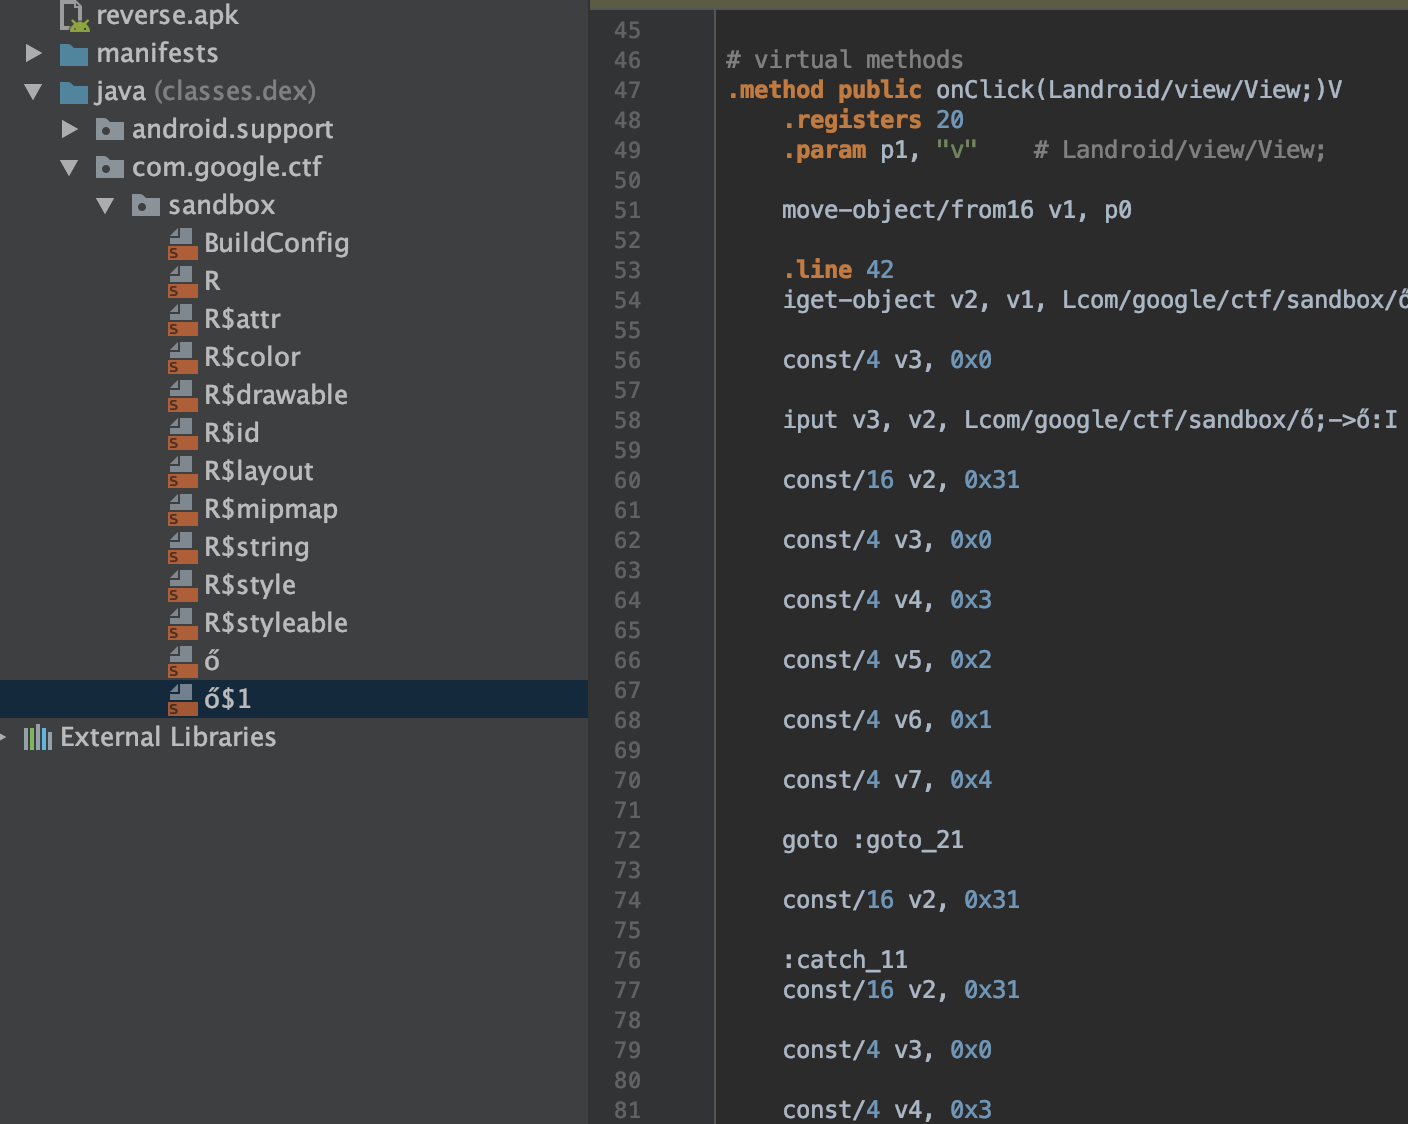 reverse.apk
manifests
java (classes.dex)
android.support
com.google.ctf
sandbox
BuildConfig
R
R$attr
R$color
R$drawable
R$id
R$layout
R$mipmap
R$string
R$style
R$styleable
ő
ő$1
External Libraries
45
46 # virtual methods
47 .method public onClick(Landroid/view/View;)V
48 .registers 20
49 .param p1, "v" # Landroid/view/View;
50
51 move-object/from16 v1, p0
52
53 .line 42
54 iget-object v2, v1, Lcom/google/ctf/sandbox/ő
55
56 const/4 v3, 0x0
57
58 iput v3, v2, Lcom/google/ctf/sandbox/ő;->ő:I
59
60 const/16 v2, 0x31
61
62 const/4 v3, 0x0
63
64 const/4 v4, 0x3
65
66 const/4 v5, 0x2
67
68 const/4 v6, 0x1
69
70 const/4 v7, 0x4
71
72 goto :goto_21
73
74 const/16 v2, 0x31
75
76 :catch_11
77 const/16 v2, 0x31
78
79 const/4 v3, 0x0
80
81 const/4 v4, 0x3